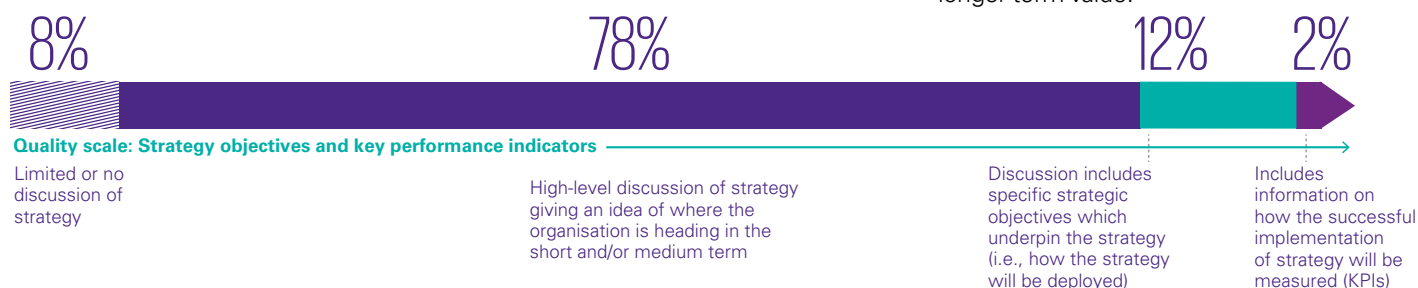 longer term value.
8%
78%
12%
2%
Quality scale: Strategy objectives and key performance indicators
Limited or no
discussion of
strategy
High-level discussion of strategy
giving an idea of where the
organisation is heading in the
short and/or medium term
Discussion includes
specific strategic
objectives which
underpin the strategy
(i.e., how the strategy
will be deployed)
Includes
information on
how the successful
implementation
of strategy will be
measured (KPIs)